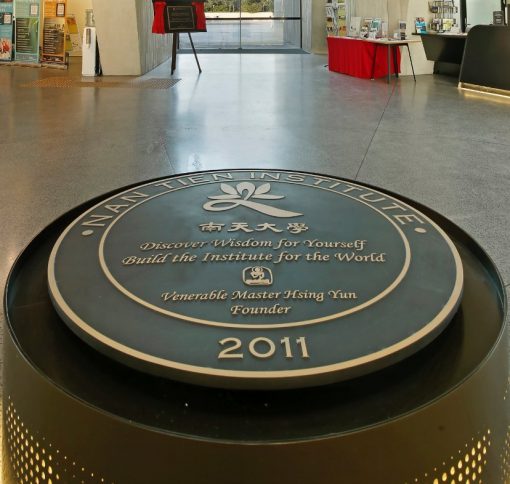 • NAN TIEN INSTITUTE •
南天大學
Discover Wisdom for Yourself
Build the Institute for the World
Venerable Master Hsing Yun
Founder
2011